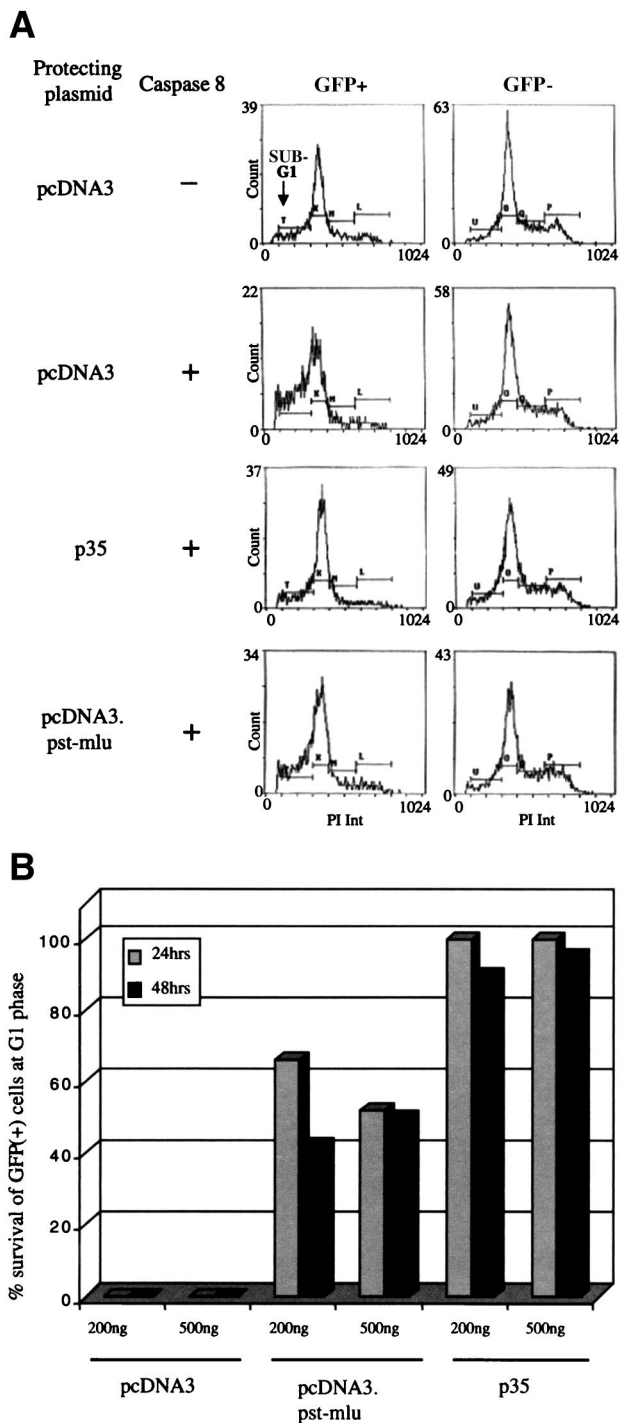 A
Protecting plasmid Caspase 8 GFP+ GFP-
pcDNA3 −
39
Count
SUB-
G1
T K M L
0 1024
63
U O Q P
0 1024
pcDNA3 +
22
Count
K M L
0 1024
58
U O Q P
0 1024
p35 +
37
Count
T K M L
0 1024
49
U O P
0 1024
pcDNA3.
pst-mlu +
34
Count
K M L
0 1024
PI Int
43
U O P
0 1024
PI Int
B
% survival of GFP(+) cells at G1 phase
100
80
60
40
20
0
24hrs
48hrs
200ng 500ng 200ng 500ng 200ng 500ng
pcDNA3 pcDNA3.
pst-mlu p35